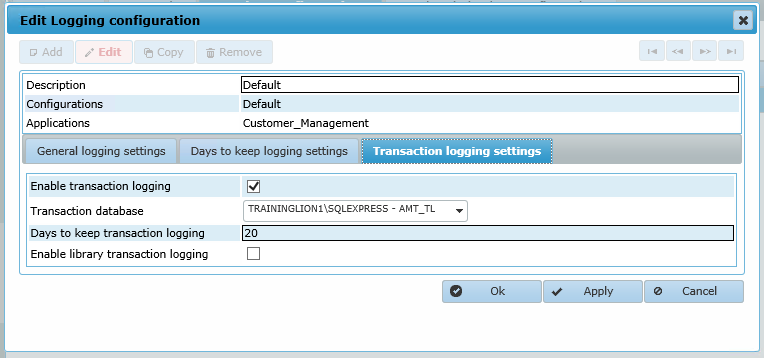 Edit Logging configuration
Add Edit Copy Remove
Description Default
Configurations Default
Applications Customer_Management
General logging settings Days to keep logging settings Transaction logging settings
Enable transaction logging
Transaction database TRAININGLION1\SQLEXPRESS - AMT_TL
Days to keep transaction logging 20
Enable library transaction logging
Ok Apply Cancel